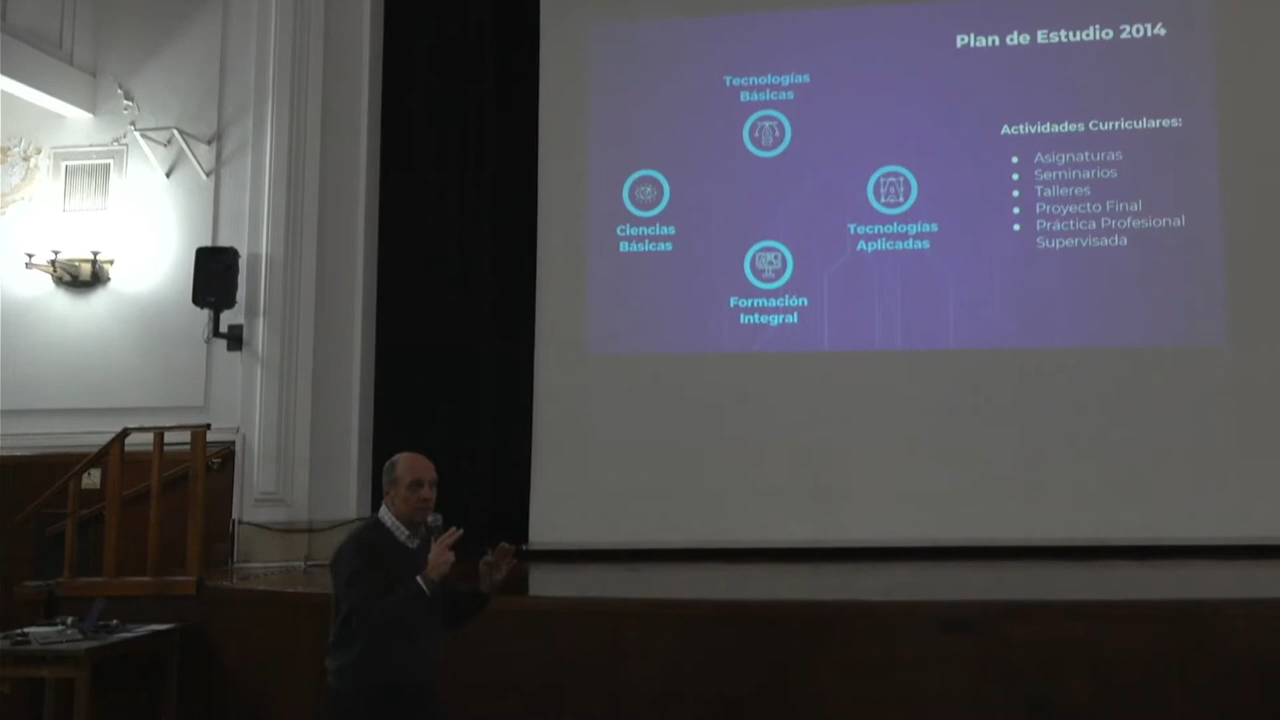 Plan de Estudio 2014
Tecnologías
Básicas
Ciencias
Básicas
Tecnologías
Aplicadas
Formación
Integral
Actividades Curriculares:
● Asignaturas
● Seminarios
● Talleres
● Proyecto Final
● Práctica Profesional
Supervisada